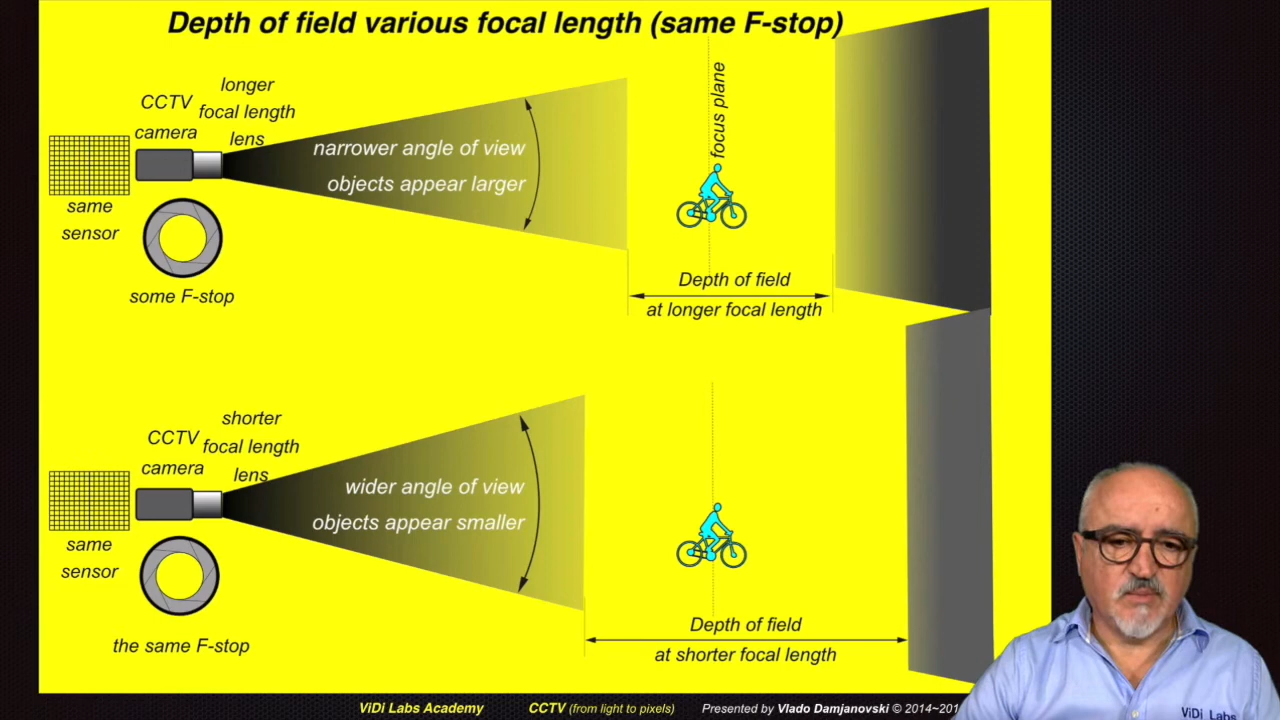 Depth of field various focal length (same F-stop)
longer
focal length
lens
CCTV
camera
same
sensor
some F-stop
narrower angle of view
objects appear larger
focus plane
Depth of field
at longer focal length
shorter
focal length
lens
CCTV
camera
same
sensor
the same F-stop
wider angle of view
objects appear smaller
Depth of field
at shorter focal length
ViDi Labs Academy CCTV (from light to pixels) Presented by Vlado Damjanovski © 2014~201
ViDi Labs